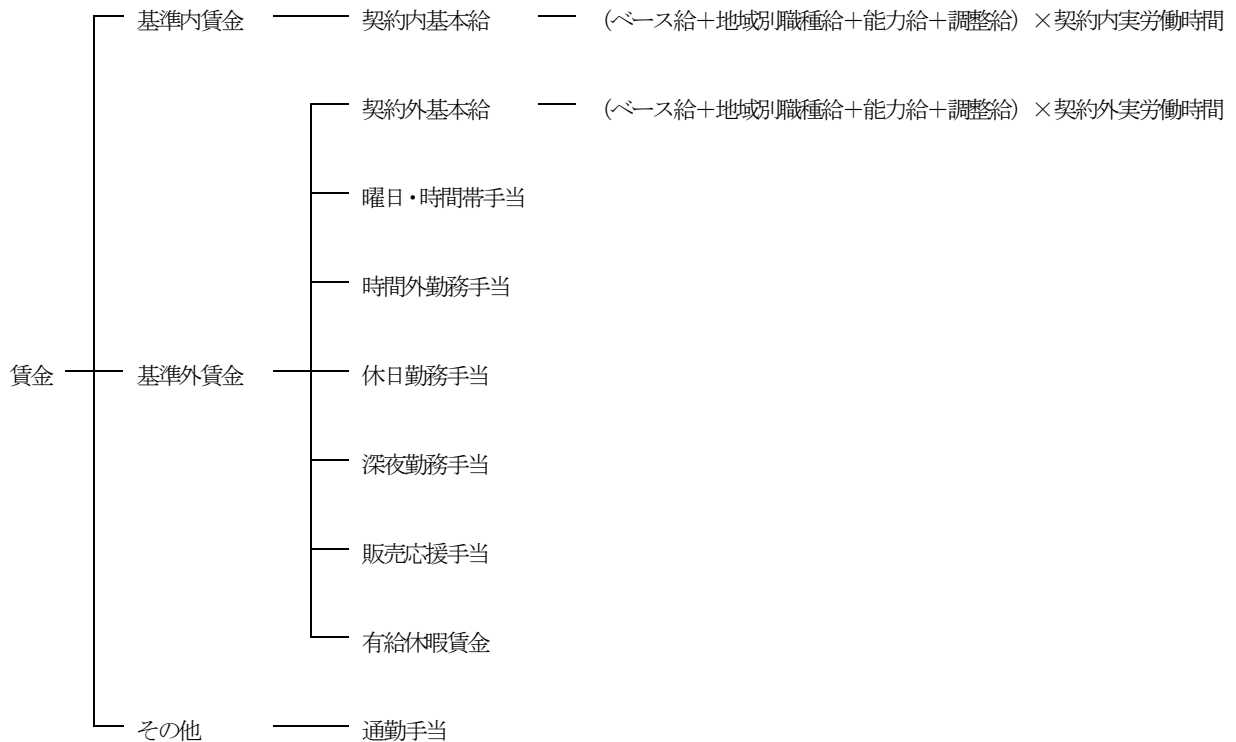 基準内賃金 契約内基本給 (ベース給+地域別職種給+能力給+調整給)×契約内実労働時間
契約外基本給 (ベース給+地域別職種給+能力給+調整給)×契約外実労働時間
曜日・時間帯手当
時間外勤務手当
賃金 基準外賃金 休日勤務手当
深夜勤務手当
販売応援手当
有給休暇賃金
その他 通勤手当